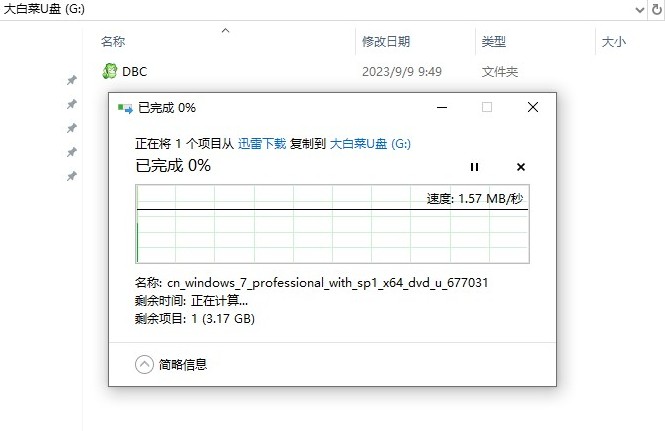 大白菜U盘 (G:)
名称 修改日期 类型 大小
DBC 2023/9/9 9:49 文件夹
已完成 0%
正在将 1 个项目从 迅雷下载 复制到 大白菜U盘 (G:)
已完成 0%
速度: 1.57 MB/秒
名称: cn_windows_7_professional_with_sp1_x64_dvd_u_677031
剩余时间: 正在计算...
剩余项目: 1 (3.17 GB)
简略信息